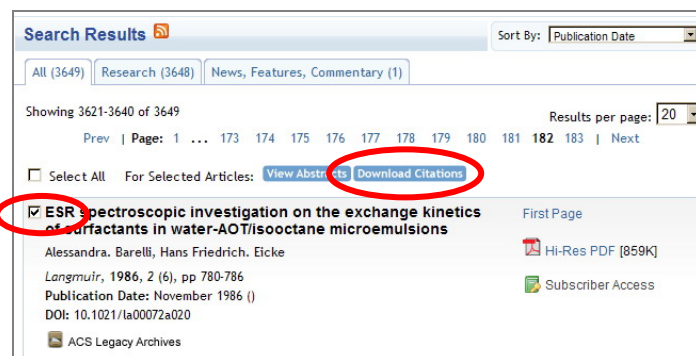 Search Results
Sort By: Publication Date
All (3649) Research (3648) News, Features, Commentary (1)
Showing 3621-3640 of 3649
Results per page: 20
Prev | Page: 1 ... 173 174 175 176 177 178 179 180 181 182 183 | Next
Select All For Selected Articles: View Abstracts Download Citations
ESR spectroscopic investigation on the exchange kinetics
of surfactants in water-AOT/isooctane microemulsions
First Page
Alessandra. Barelli, Hans Friedrich. Eicke
Hi-Res PDF [859K]
Langmuir, 1986, 2 (6), pp 780-786
Publication Date: November 1986 ()
Subscriber Access
DOI: 10.1021/la00072a020
ACS Legacy Archives